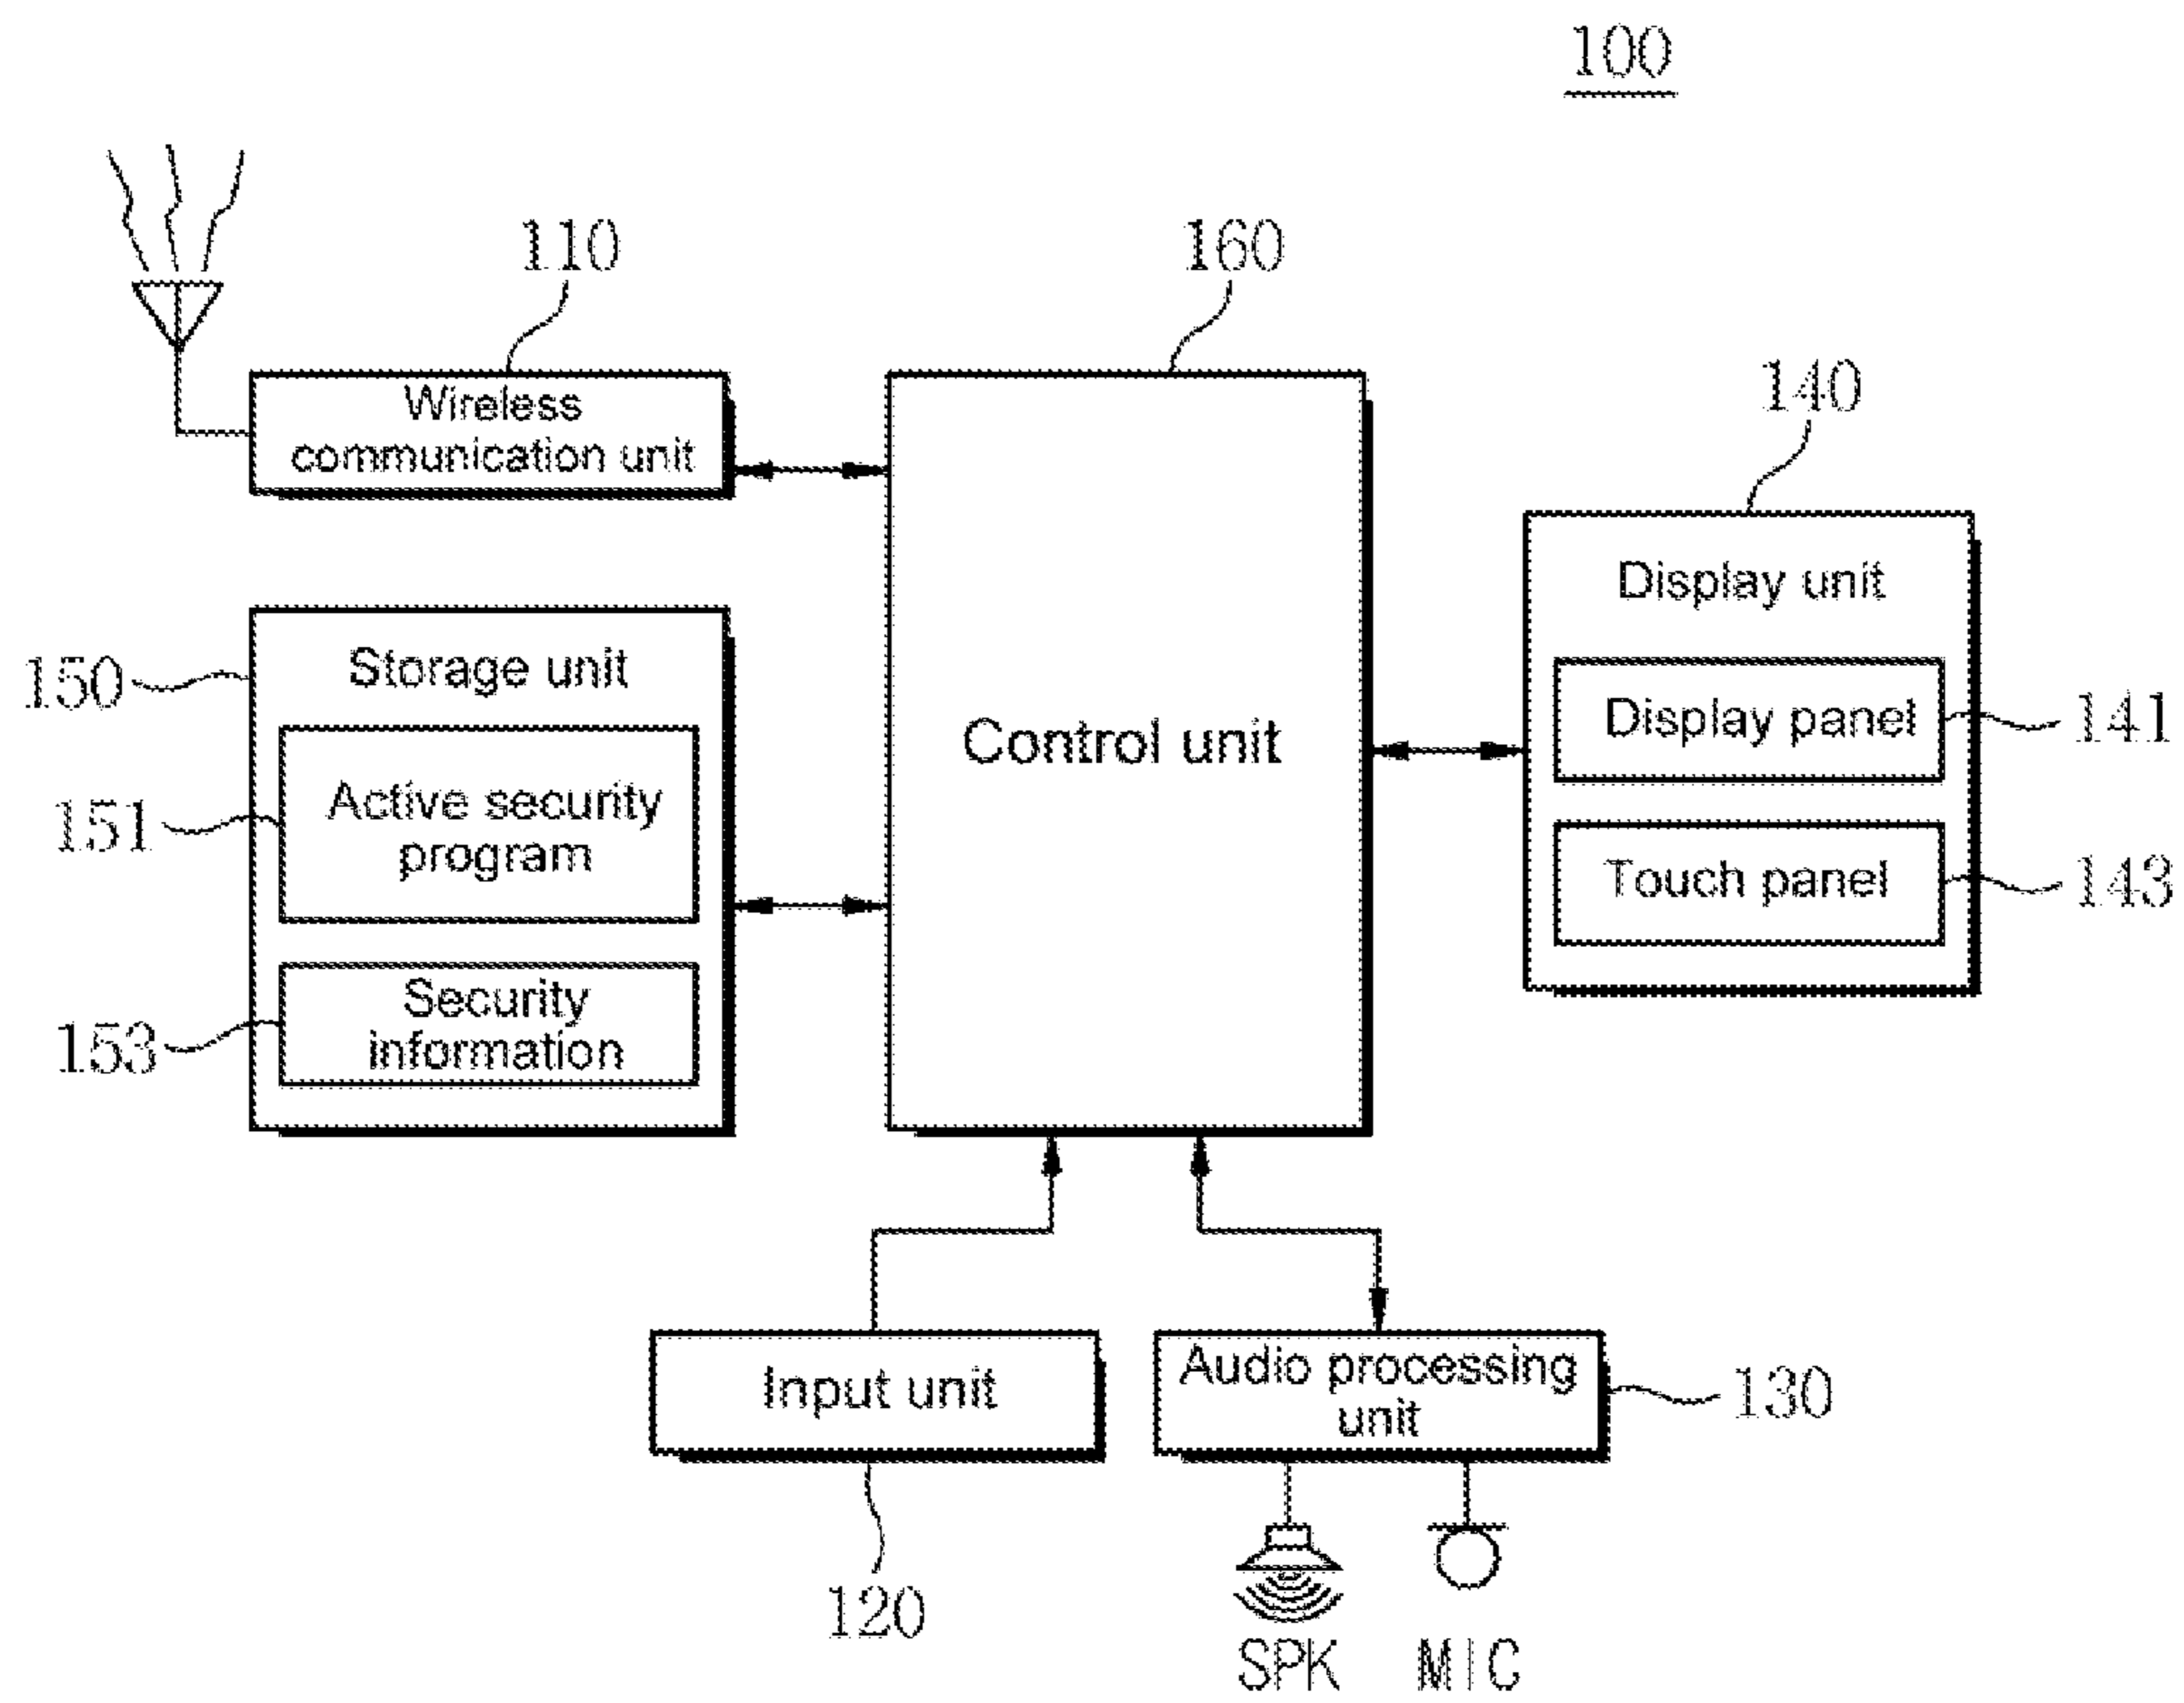 100
110
160
140
Wireless
communication unit
Display unit
150
Storage unit
Display panel
141
Control unit
151
Active security
program
Touch panel
143
Security
information
153
Input unit
Audio processing
unit
130
120
SPK
MIC